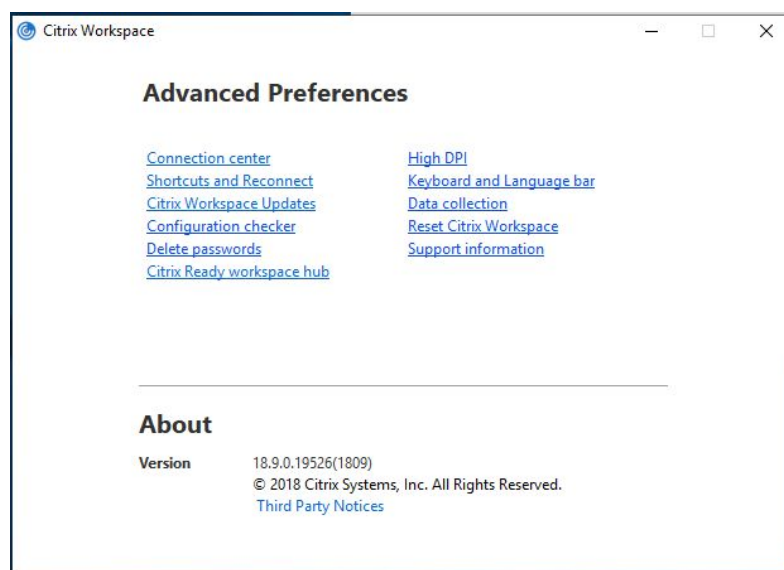 Citrix Workspace
Advanced Preferences
Connection center
Shortcuts and Reconnect
Citrix Workspace Updates
Configuration checker
Delete passwords
Citrix Ready workspace hub
High DPI
Keyboard and Language bar
Data collection
Reset Citrix Workspace
Support information
About
Version 18.9.0.19526(1809)
© 2018 Citrix Systems, Inc. All Rights Reserved.
Third Party Notices